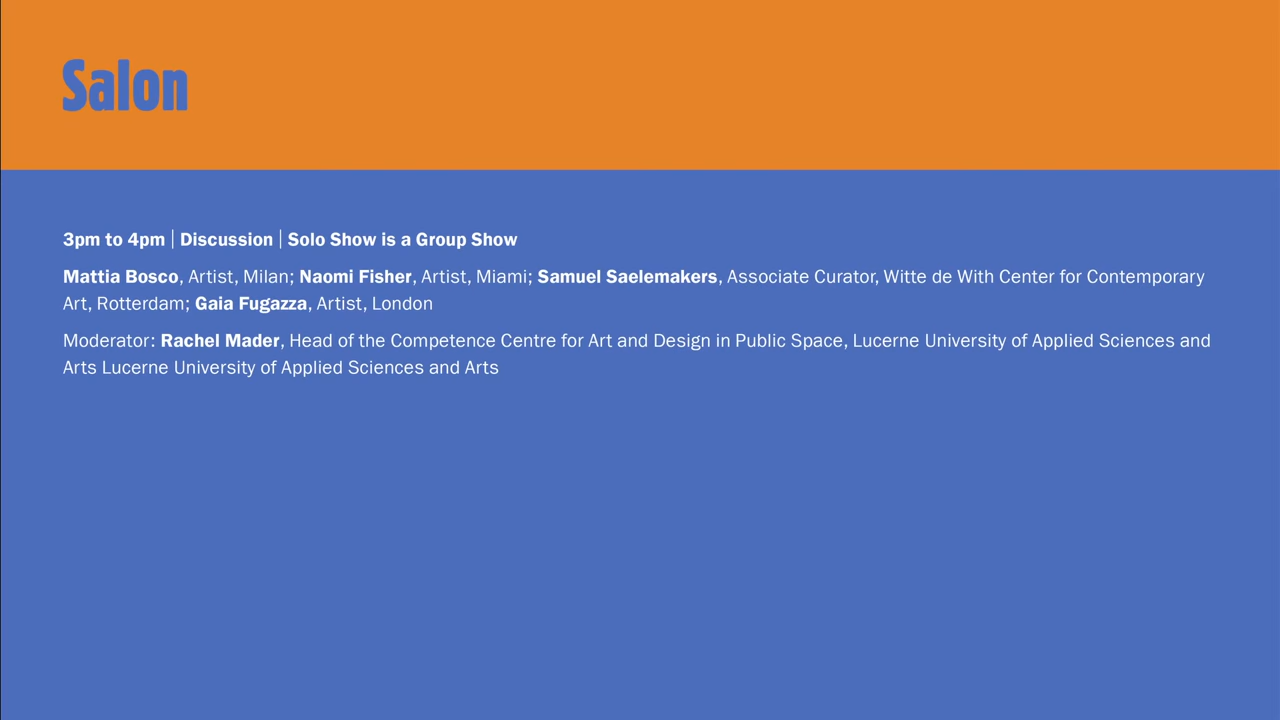 Salon
3pm to 4pm | Discussion | Solo Show is a Group Show
Mattia Bosco, Artist, Milan; Naomi Fisher, Artist, Miami; Samuel Saelemakers, Associate Curator, Witte de With Center for Contemporary
Art, Rotterdam; Gaia Fugazza, Artist, London
Moderator: Rachel Mader, Head of the Competence Centre for Art and Design in Public Space, Lucerne University of Applied Sciences and
Arts Lucerne University of Applied Sciences and Arts